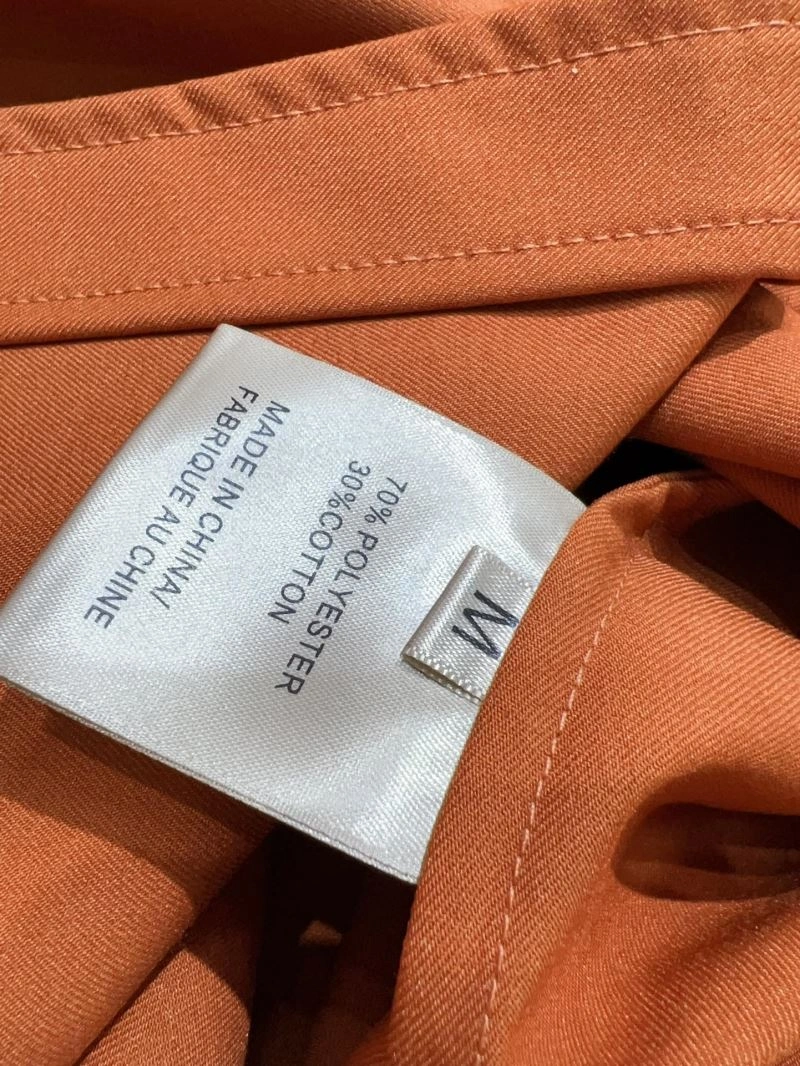 M
70% POLYESTER
30%COTTON
MADE IN CHINA/
FABRIQUE AU CHINE